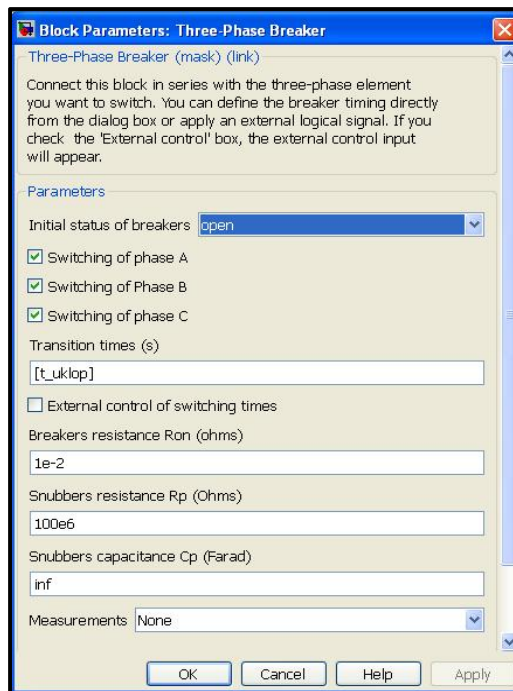 Block Parameters: Three-Phase Breaker
Three-Phase Breaker (mask) (link)
Connect this block in series with the three-phase element
you want to switch. You can define the breaker timing directly
from the dialog box or apply an external logical signal. If you
check the 'External control' box, the external control input
will appear.
Parameters
Initial status of breakers open
Switching of phase A
Switching of Phase B
Switching of phase C
Transition times (s)
[t_uklop]
External control of switching times
Breakers resistance Ron (ohms)
1e-2
Snubbers resistance Rp (Ohms)
100e6
Snubbers capacitance Cp (Farad)
inf
Measurements None
OK Cancel Help Apply